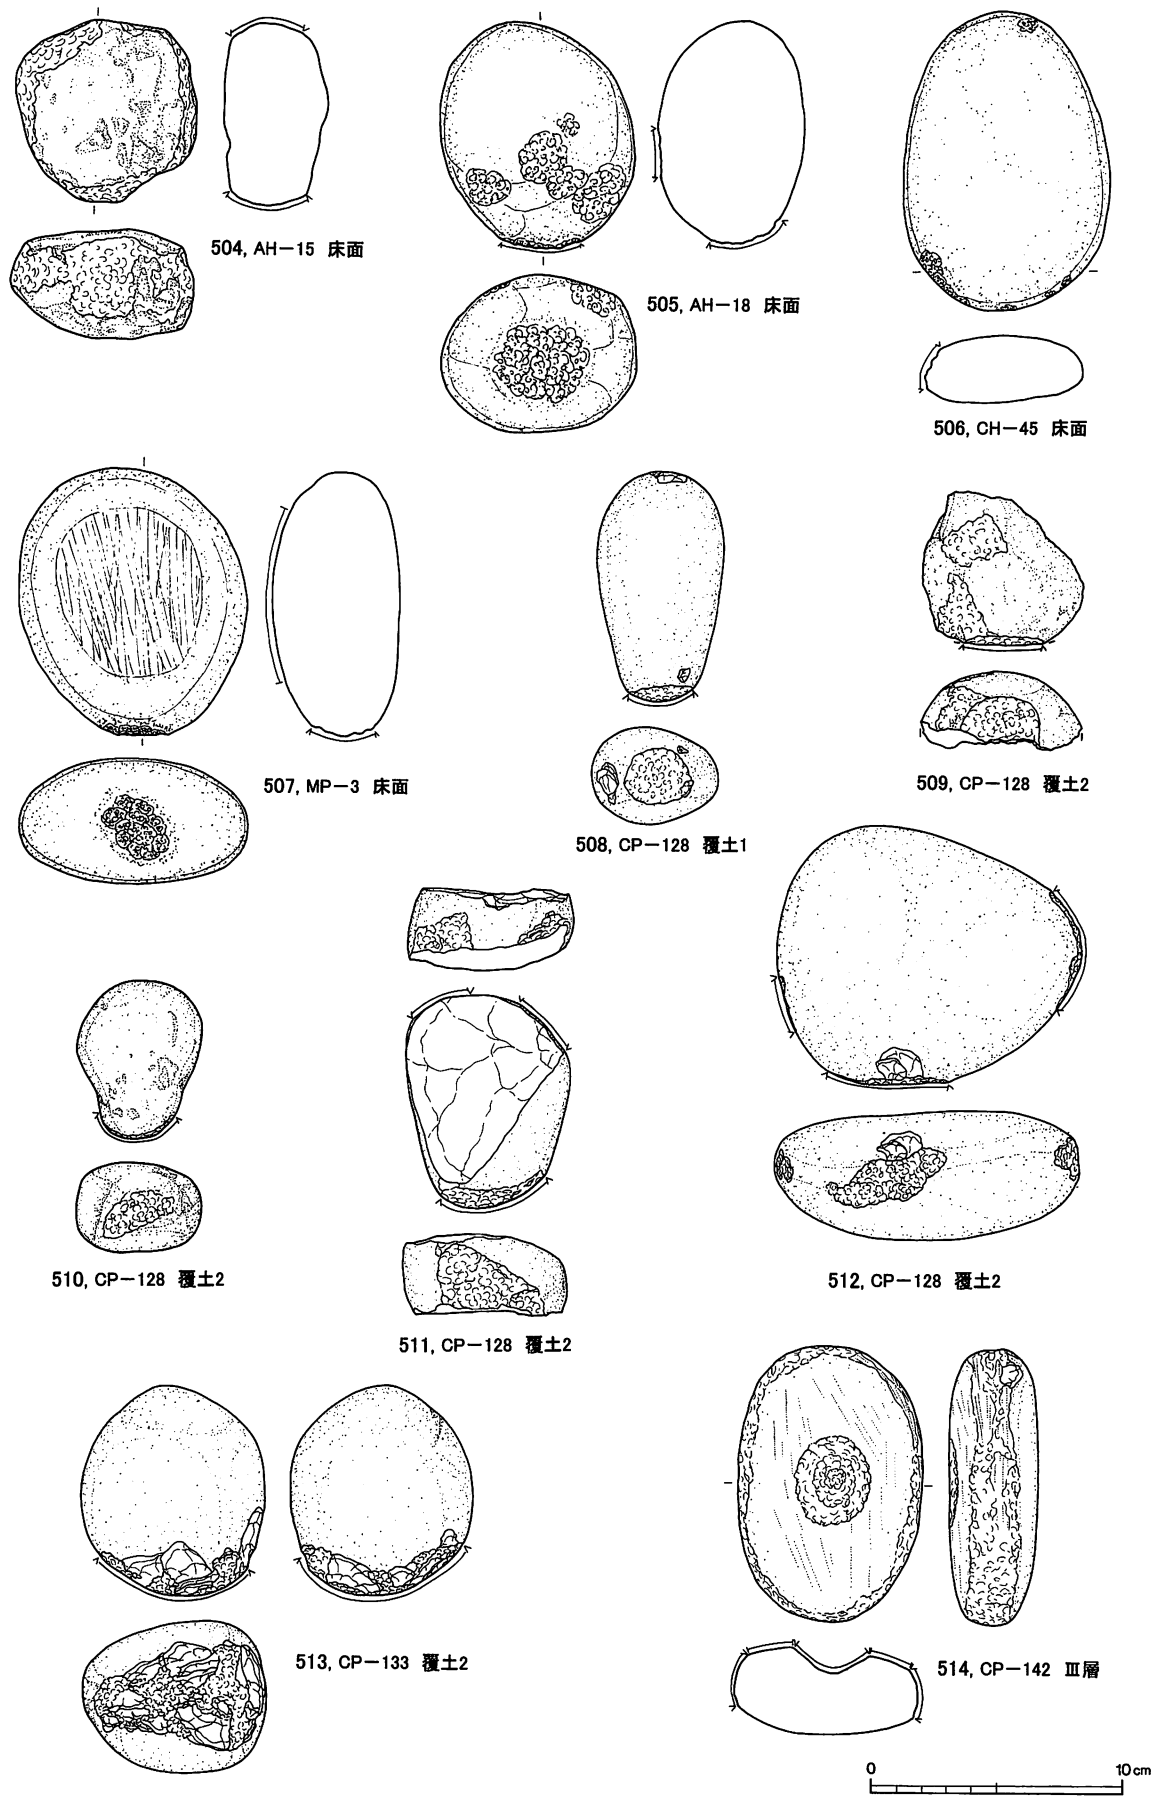 504, AH－15 床面
505, AH－18 床面
506, CH－45 床面
507, MP－3 床面
508, CP－128 覆土1
509, CP－128 覆土2
510, CP－128 覆土2
511, CP－128 覆土2
512, CP－128 覆土2
513, CP－133 覆土2
514, CP－142 Ⅲ層
0 10cm